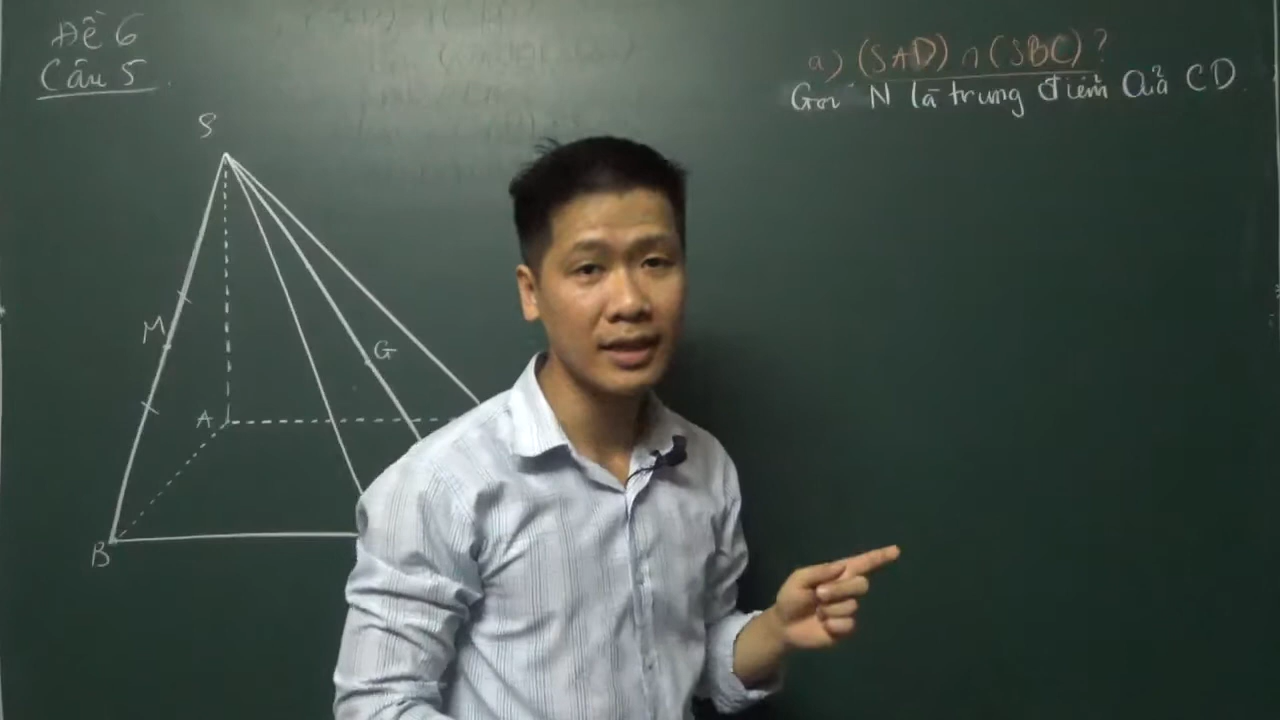 Đề 6
Câu 5
a) (SAD) ∩ (SBC) ?
Gọi N là trung điểm của CD
S
M
G
A
B